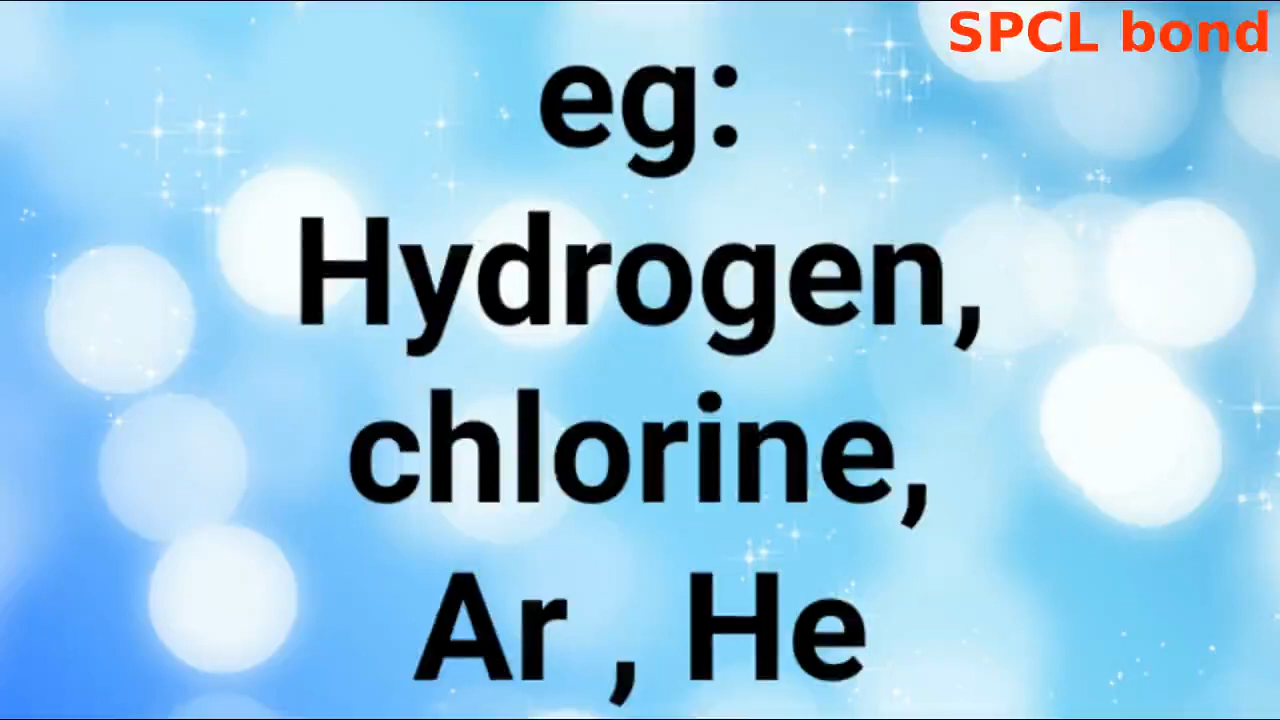 SPCL bond
eg:
Hydrogen,
chlorine,
Ar , He